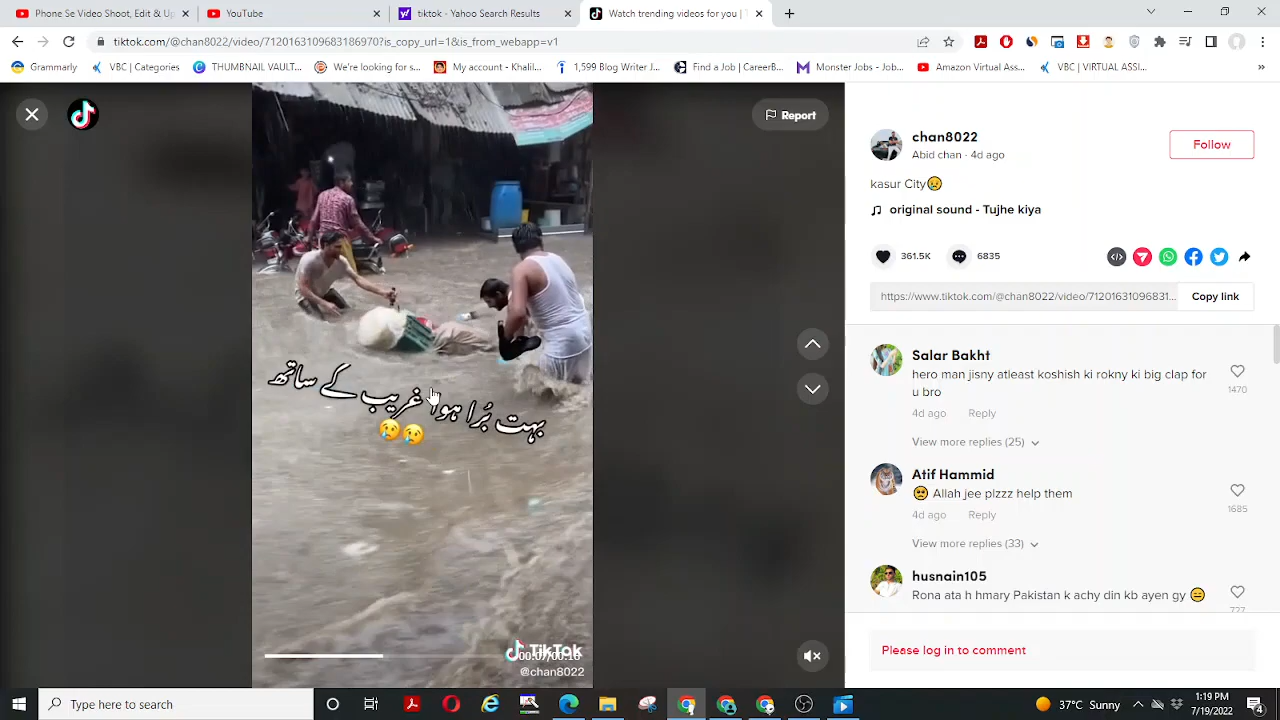 Phone Se Video Shoot & Up
YouTube
tiktok - Yahoo Search Results
Watch trending videos for you | T
tiktok.com/@chan8022/video/7120163109683186970?is_copy_url=1&is_from_webapp=v1
Grammarly
VBC | Categories
THUMBNAIL VAULT...
We're looking for s...
My account - Khalil...
1,599 Blog Writer J...
Find a Job | CareerB...
Monster Jobs - Job...
Amazon Virtual Ass...
VBC | VIRTUAL ASSI...
»
Report
chan8022
Abid chan · 4d ago
Follow
kasur City😥
original sound - Tujhe kiya
361.5K
6835
https://www.tiktok.com/@chan8022/video/71201631096831...
Copy link
بہت بُرا ہوا غریب کے ساتھ
😢😢
Salar Bakht
hero man jisny atleast koshish ki rokny ki big clap for
u bro
1470
4d ago Reply
View more replies (25)
Atif Hammid
🥺 Allah jee plzzz help them
1685
4d ago Reply
View more replies (33)
husnain105
Rona ata h hmary Pakistan k achy din kb ayen gy 😑
Please log in to comment
TikTok
@chan8022
Type here to search
37°C Sunny
1:19 PM
7/19/2022
4